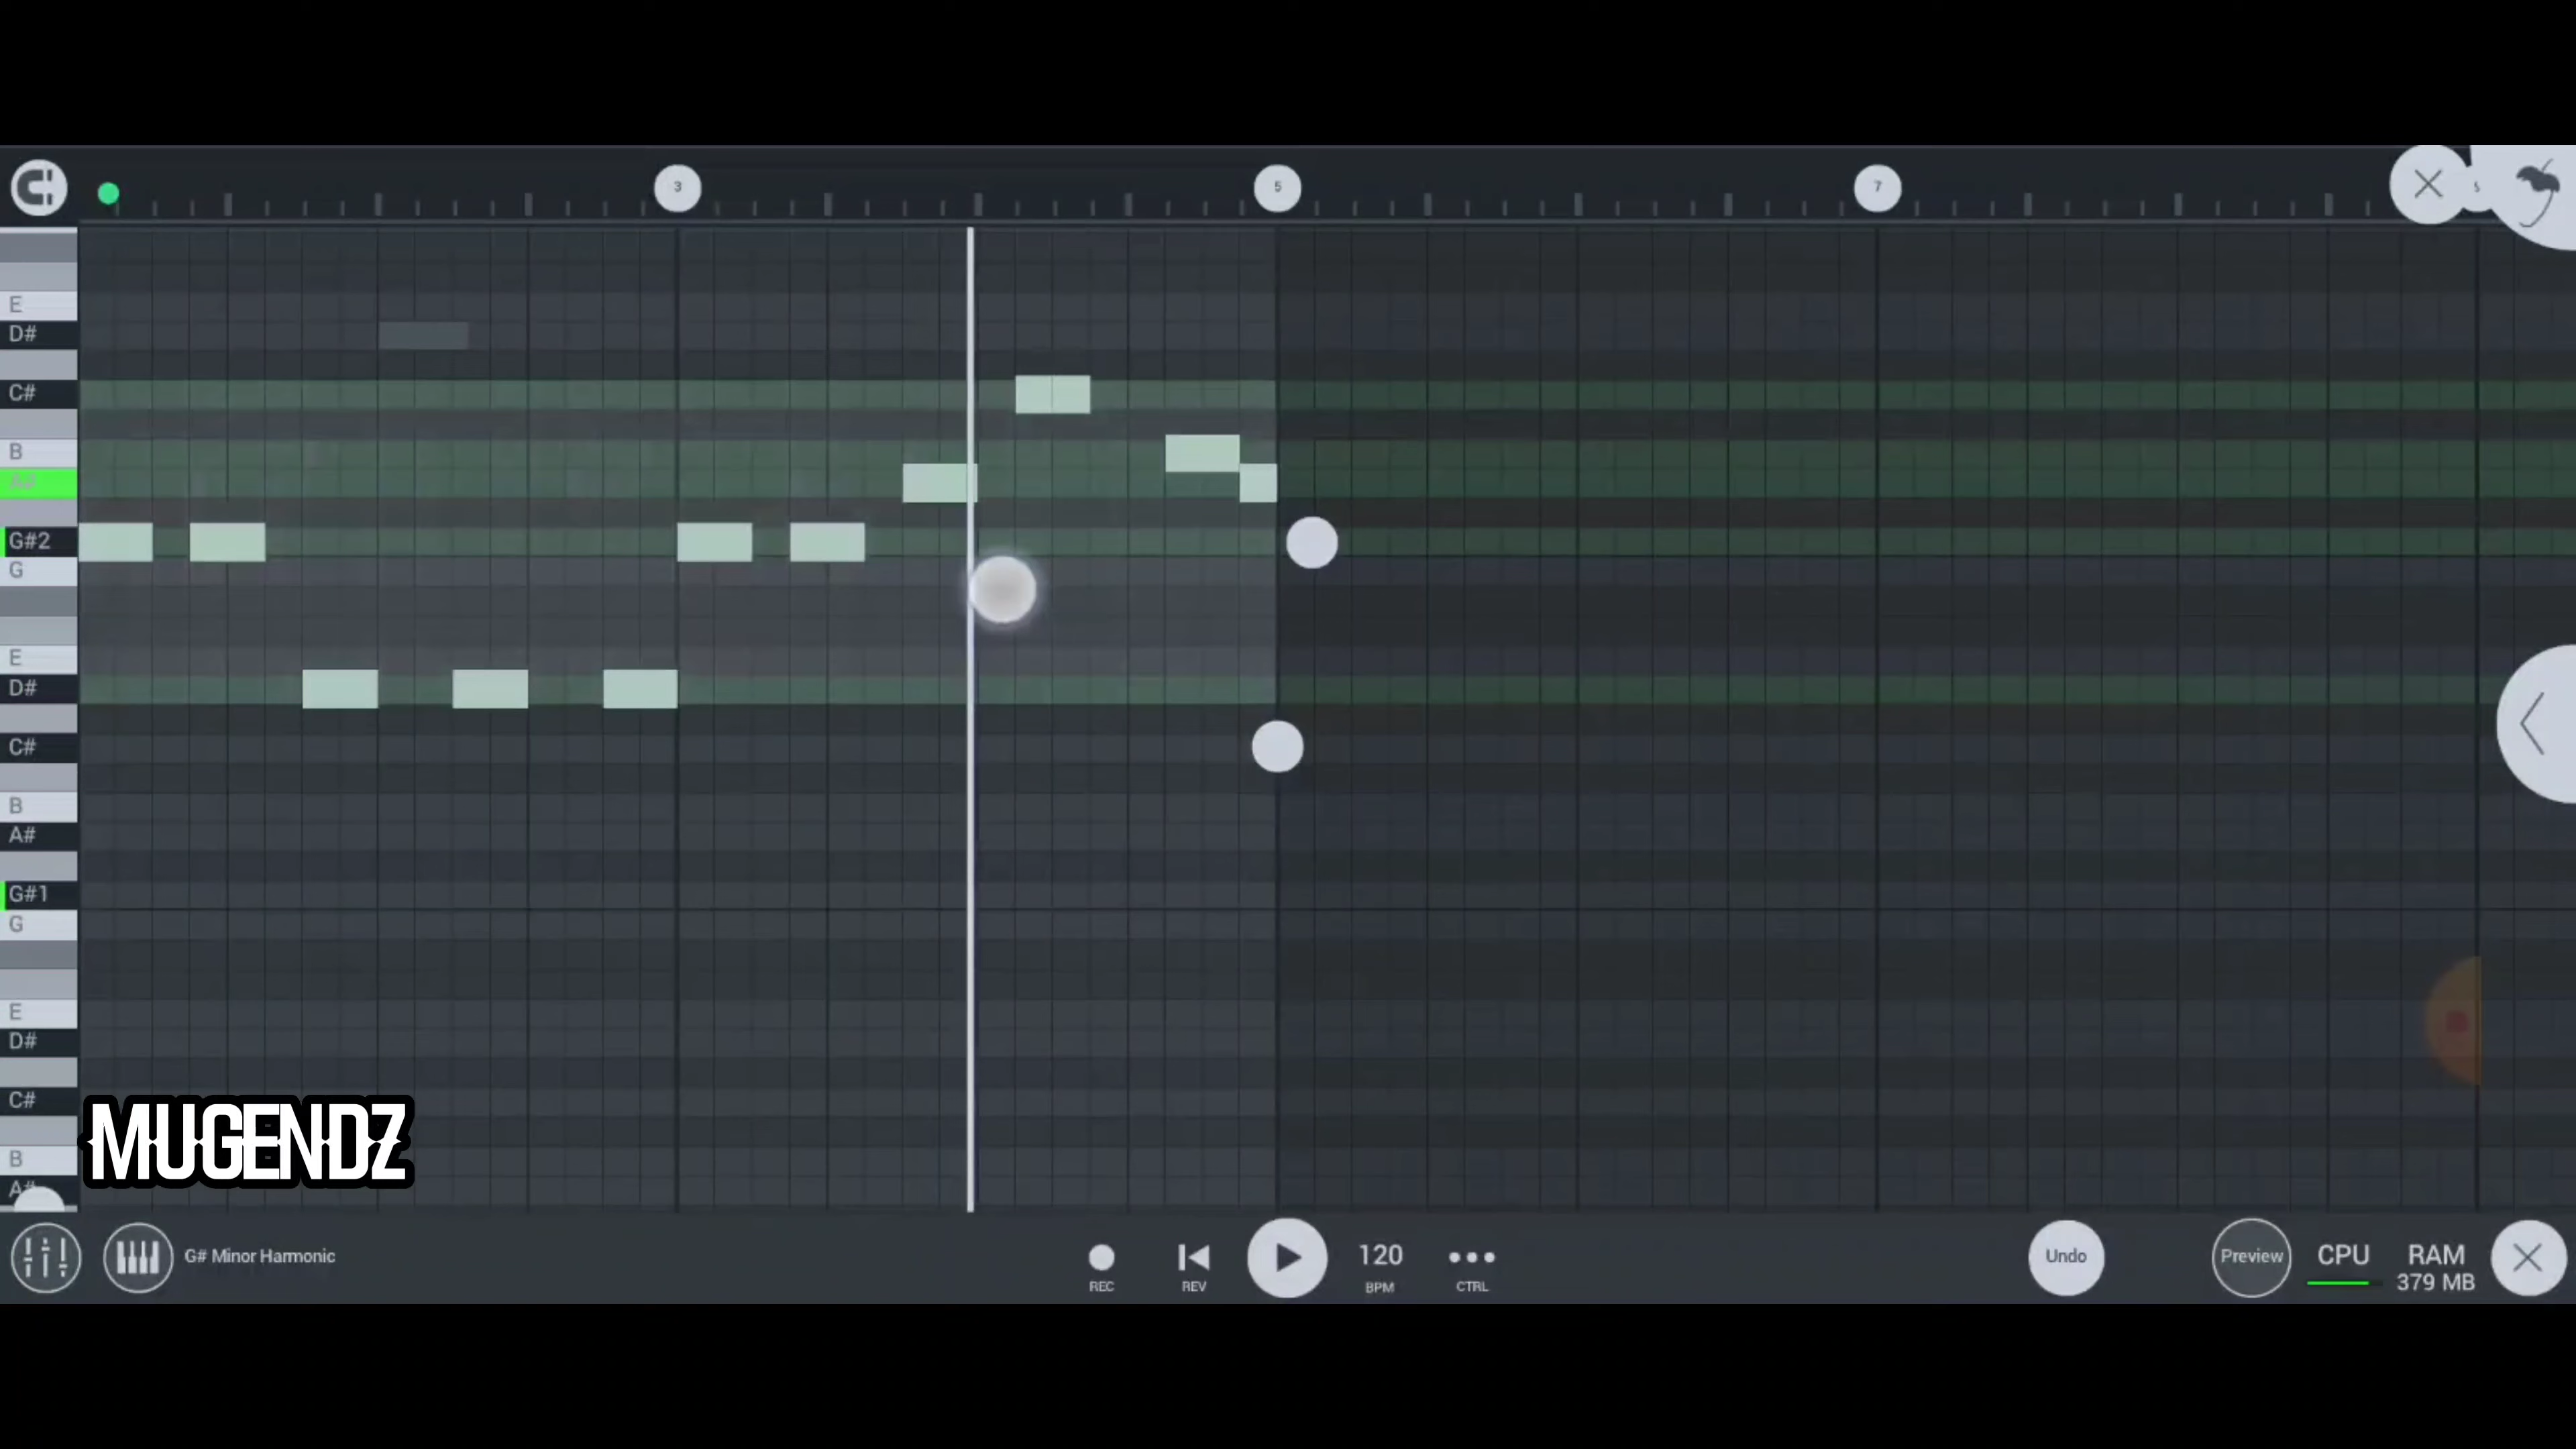 3
5
7
E
D#
C#
B
A#
G#2
G
E
D#
C#
B
A#
G#1
G
E
D#
C#
B
A#
MUGENDZ
G# Minor Harmonic
REC
REV
120
BPM
CTRL
Undo
Preview
CPU
RAM
379 MB